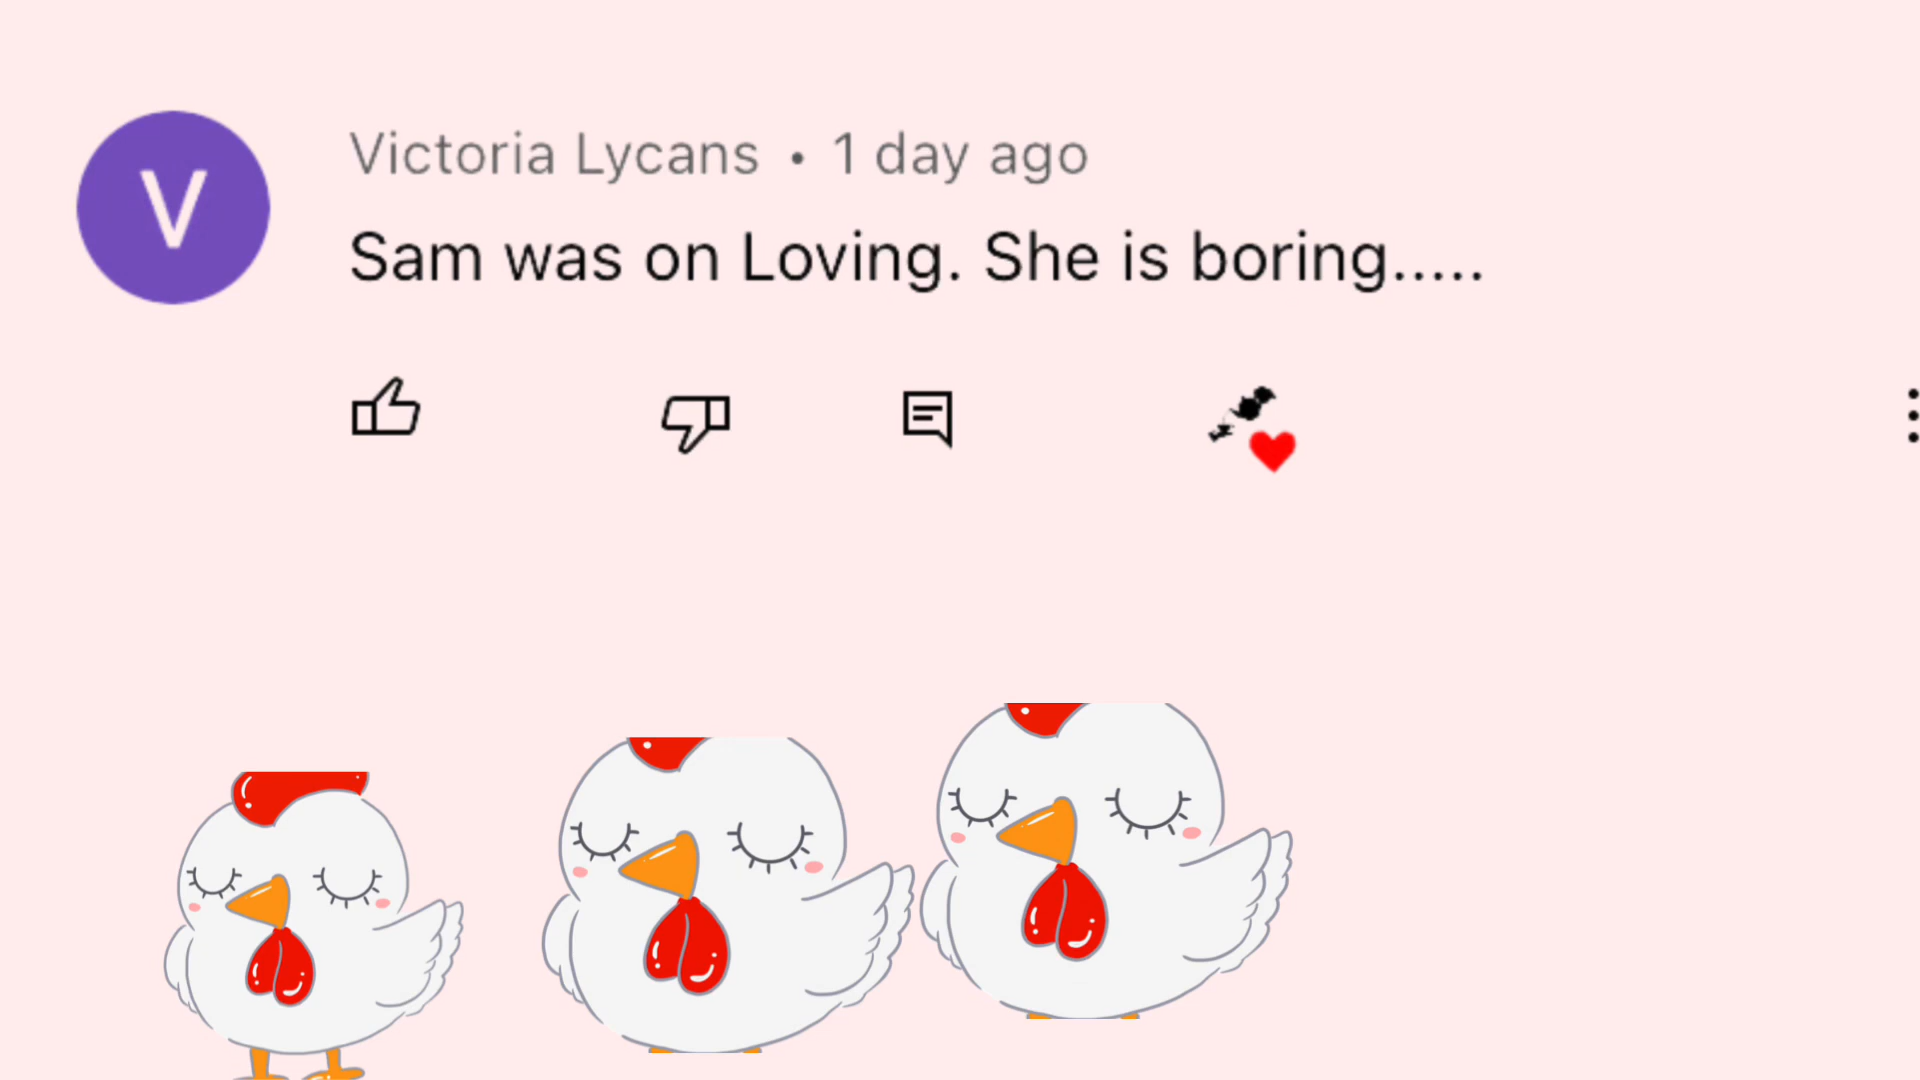 V
Victoria Lycans • 1 day ago
Sam was on Loving. She is boring.....